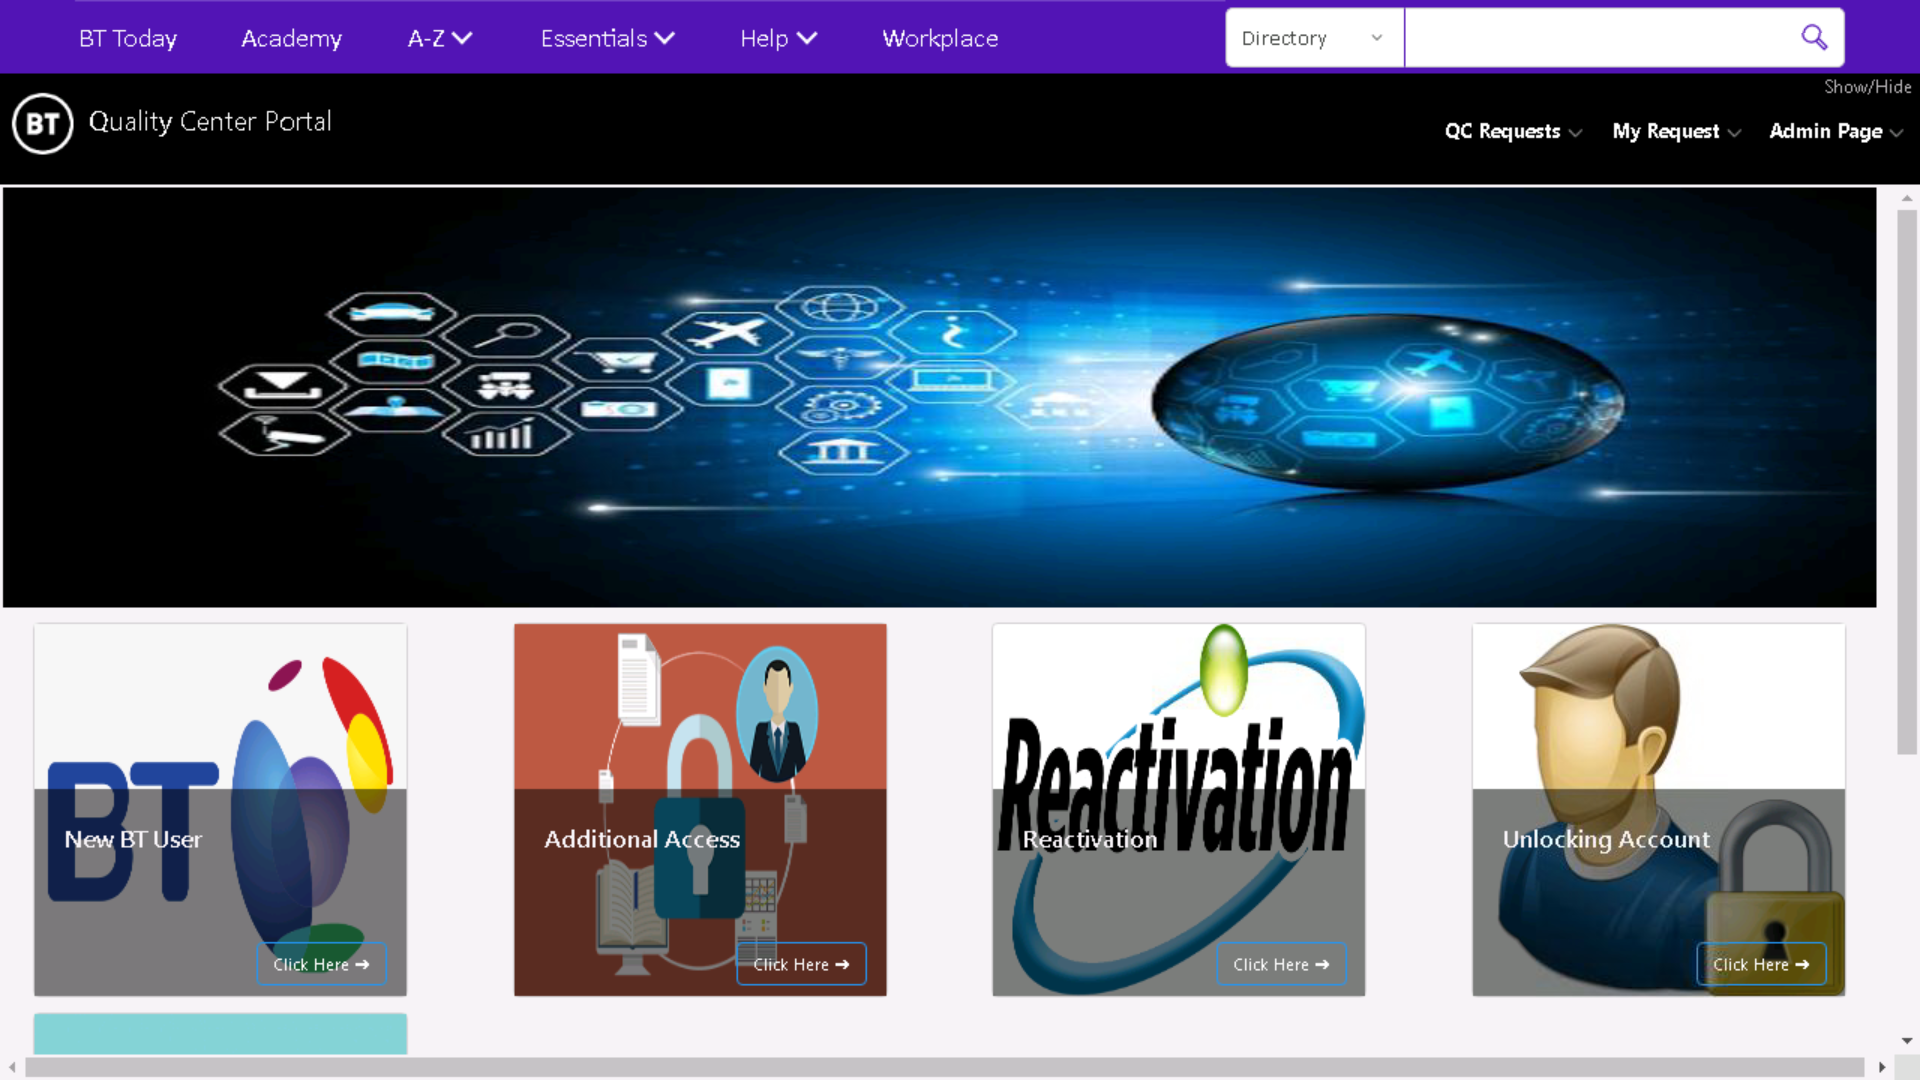 BT Today
Academy
A-Z
Essentials
Help
Workplace
Directory
Show/Hide
BT
Quality Center Portal
QC Requests
My Request
Admin Page
BT
New BT User
Click Here →
Additional Access
Click Here →
Reactivation
Reactivation
Click Here →
Unlocking Account
Click Here →